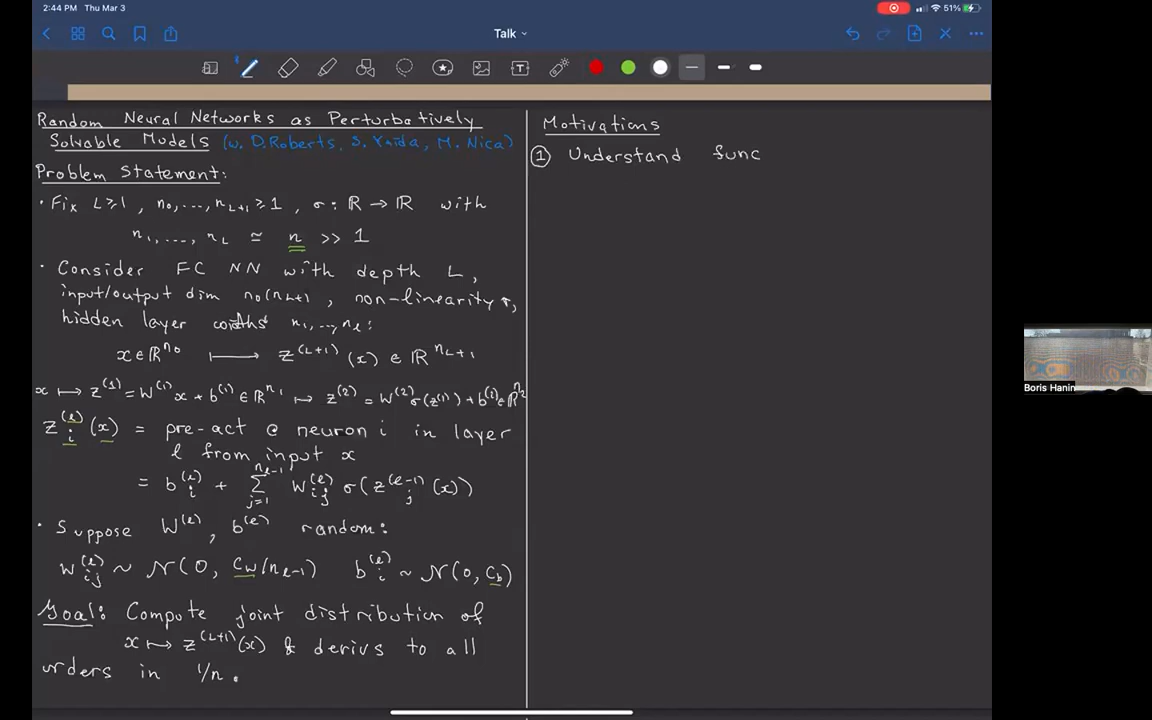 2:44 PM Thu Mar 3
51%
Talk
Random Neural Networks as Perturbatively
Solvable Models (w. D. Roberts, S. Yaida, M. Nica)
Problem Statement:
• Fix L ≥ 1, n₀, ..., n_{L+1} ≥ 1, σ: ℝ → ℝ with
n₁, ..., n_L ≃ n >> 1
• Consider FC NN with depth L,
input/output dim n₀(n_{L+1}), non-linearity σ,
hidden layer widths n₁, ..., n_L:
x ∈ ℝ^{n₀} ⟼ z^{(L+1)}(x) ∈ ℝ^{n_{L+1}}
x ↦ z^{(1)} = W^{(1)} x + b^{(1)} ∈ ℝ^{n₁} ↦ z^{(2)} = W^{(2)} σ(z^{(1)}) + b^{(2)} ∈ ℝ^{n₂}
z_i^{(ℓ)}(x) = pre-act @ neuron i in layer
ℓ from input x
= b_i^{(ℓ)} + Σ_{j=1}^{n_{ℓ-1}} W_{ij}^{(ℓ)} σ(z_j^{(ℓ-1)}(x))
• Suppose W^{(ℓ)}, b^{(ℓ)} random:
W_{ij}^{(ℓ)} ~ N(0, C_W/n_{ℓ-1}) b_i^{(ℓ)} ~ N(0, C_b)
Goal: Compute joint distribution of
x ↦ z^{(L+1)}(x) & derivs to all
orders in 1/n.
Motivations
① Understand func
Boris Hanin